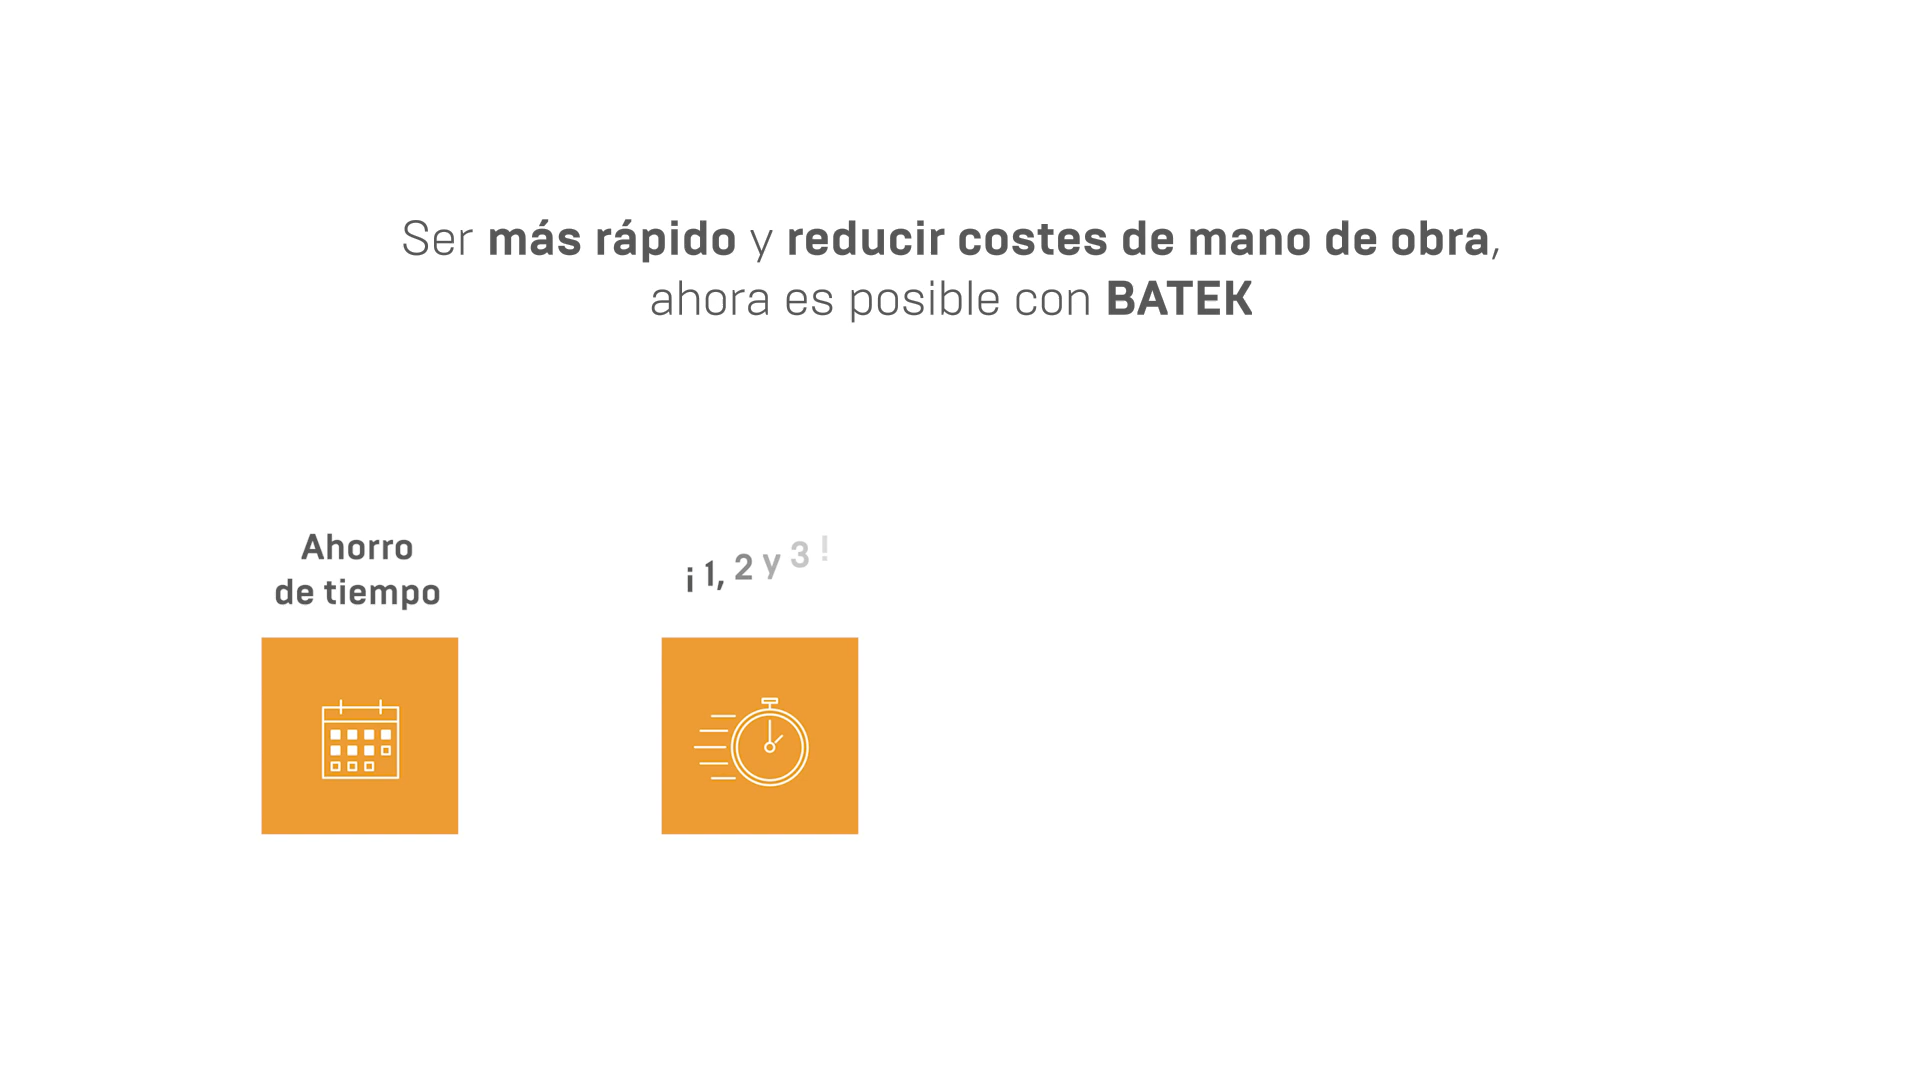 Ser más rápido y reducir costes de mano de obra,
ahora es posible con BATEK
Ahorro
de tiempo
¡1, 2 y 3!